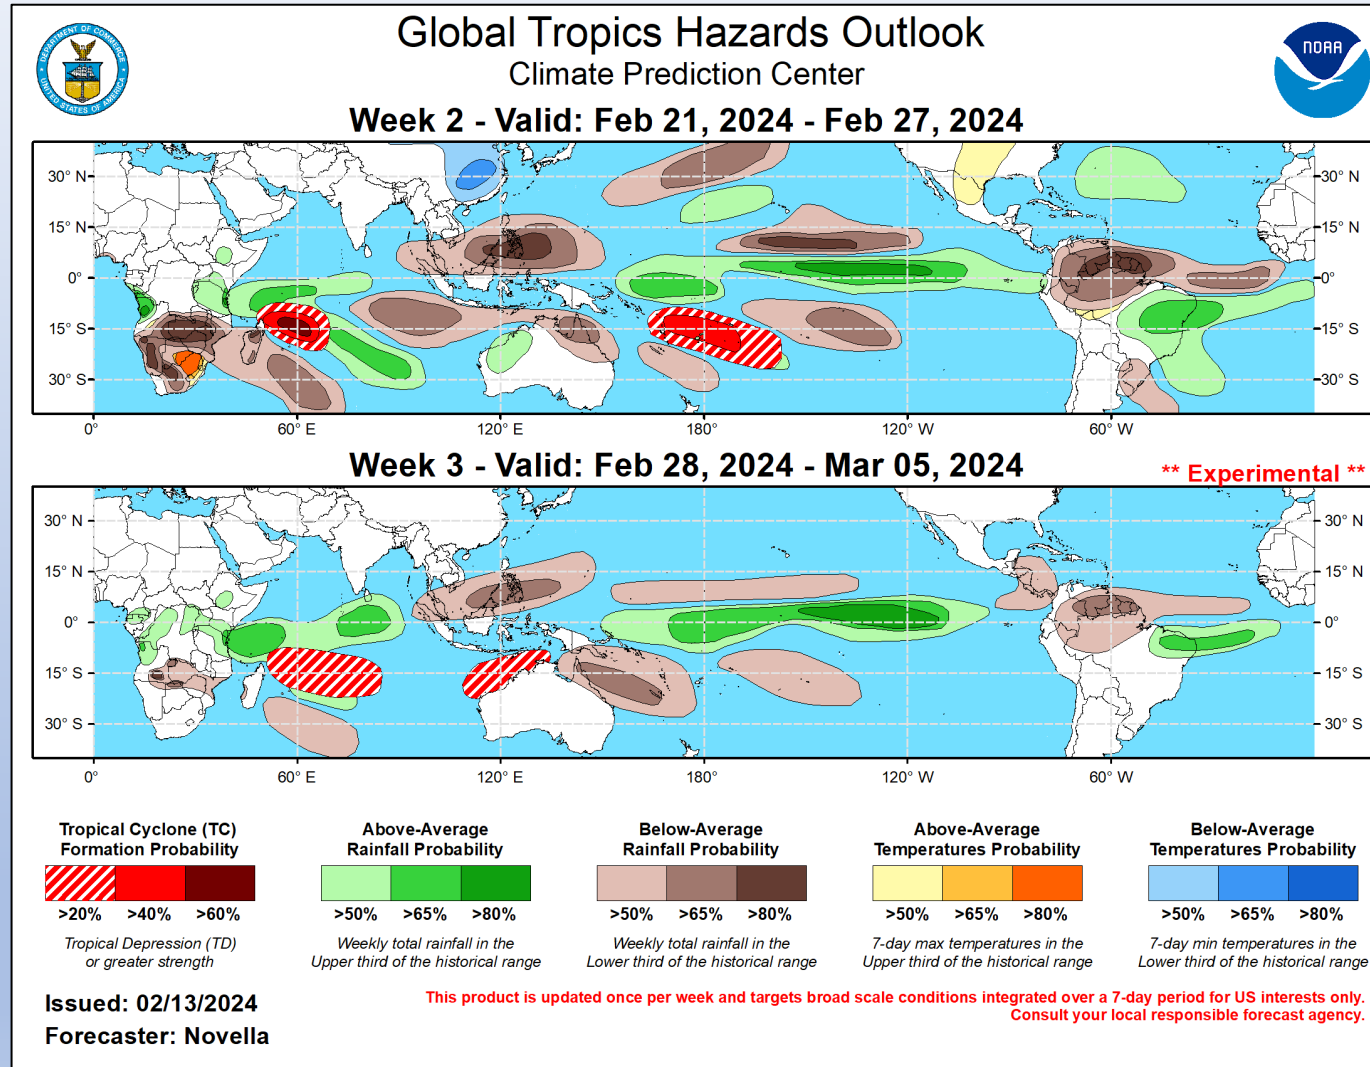 Global Tropics Hazards Outlook
Climate Prediction Center
DEPARTMENT OF COMMERCE
UNITED STATES OF AMERICA
NOAA
Week 2 - Valid: Feb 21, 2024 - Feb 27, 2024
30° N
30° N
15° N
15° N
0°
0°
15° S
15° S
30° S
30° S
0° 60° E 120° E 180° 120° W 60° W
Week 3 - Valid: Feb 28, 2024 - Mar 05, 2024
** Experimental **
30° N
30° N
15° N
15° N
0°
0°
15° S
15° S
30° S
30° S
0° 60° E 120° E 180° 120° W 60° W
Tropical Cyclone (TC)
Formation Probability
>20% >40% >60%
Tropical Depression (TD)
or greater strength
Above-Average
Rainfall Probability
>50% >65% >80%
Weekly total rainfall in the
Upper third of the historical range
Below-Average
Rainfall Probability
>50% >65% >80%
Weekly total rainfall in the
Lower third of the historical range
Above-Average
Temperatures Probability
>50% >65% >80%
7-day max temperatures in the
Upper third of the historical range
Below-Average
Temperatures Probability
>50% >65% >80%
7-day min temperatures in the
Lower third of the historical range
Issued: 02/13/2024
Forecaster: Novella
This product is updated once per week and targets broad scale conditions integrated over a 7-day period for US interests only.
Consult your local responsible forecast agency.